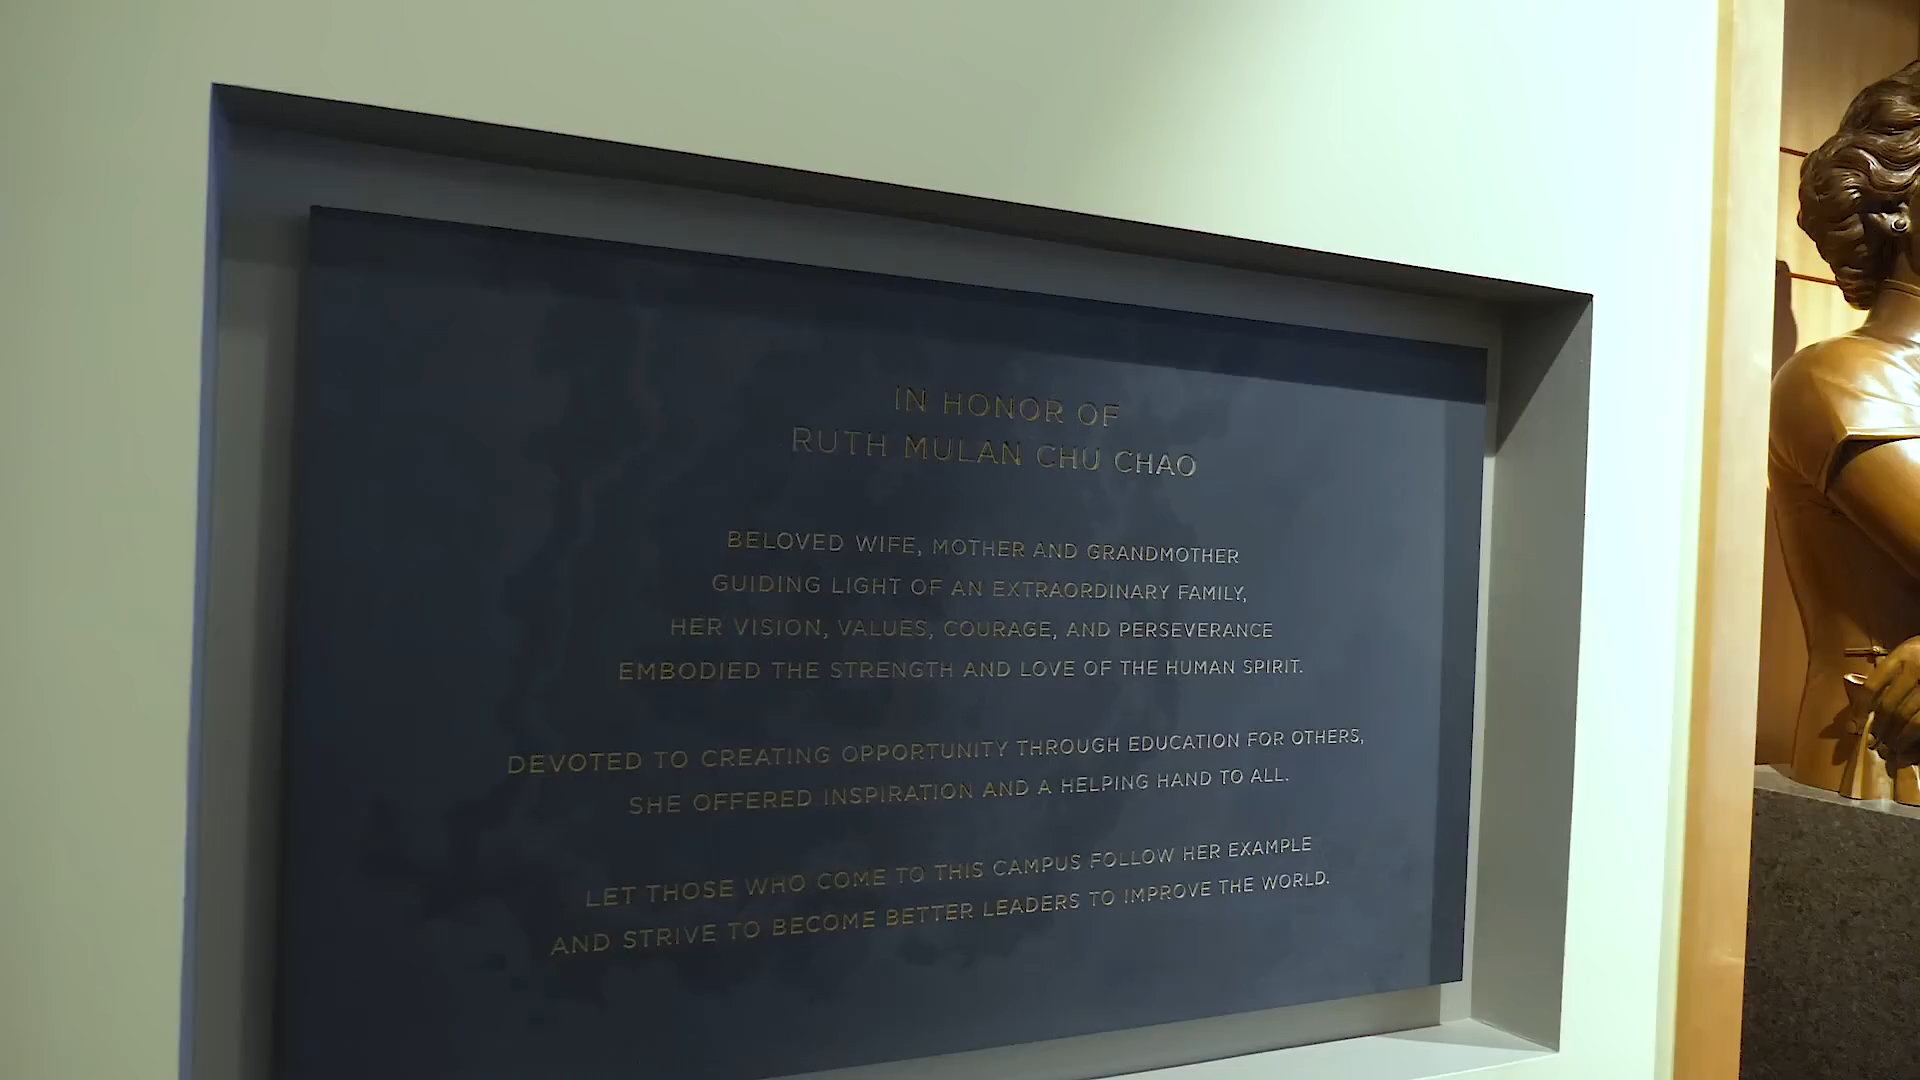 IN HONOR OF
RUTH MULAN CHU CHAO
BELOVED WIFE, MOTHER AND GRANDMOTHER
GUIDING LIGHT OF AN EXTRAORDINARY FAMILY,
HER VISION, VALUES, COURAGE, AND PERSEVERANCE
EMBODIED THE STRENGTH AND LOVE OF THE HUMAN SPIRIT.
DEVOTED TO CREATING OPPORTUNITY THROUGH EDUCATION FOR OTHERS,
SHE OFFERED INSPIRATION AND A HELPING HAND TO ALL.
LET THOSE WHO COME TO THIS CAMPUS FOLLOW HER EXAMPLE
AND STRIVE TO BECOME BETTER LEADERS TO IMPROVE THE WORLD.